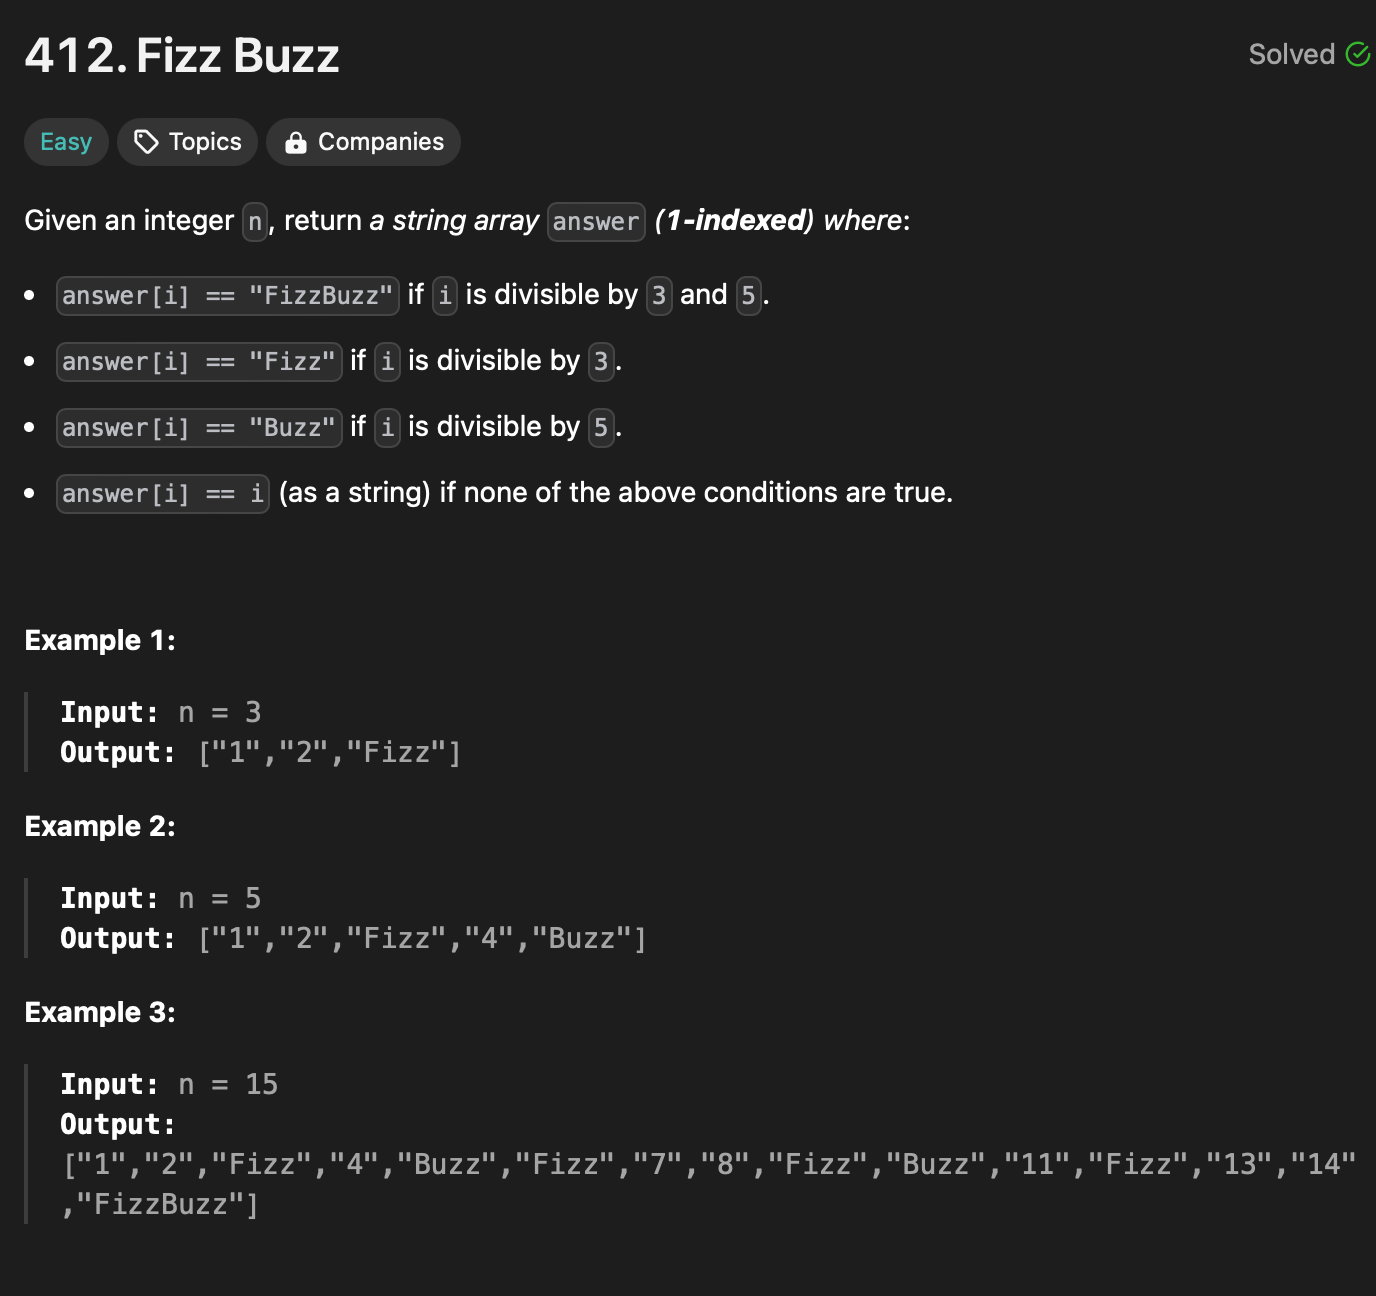 412. Fizz Buzz
Solved
Easy
Topics
Companies
Given an integer n, return a string array answer (1-indexed) where:
• answer[i] == "FizzBuzz" if i is divisible by 3 and 5.
• answer[i] == "Fizz" if i is divisible by 3.
• answer[i] == "Buzz" if i is divisible by 5.
• answer[i] == i (as a string) if none of the above conditions are true.
Example 1:
Input: n = 3
Output: ["1","2","Fizz"]
Example 2:
Input: n = 5
Output: ["1","2","Fizz","4","Buzz"]
Example 3:
Input: n = 15
Output:
["1","2","Fizz","4","Buzz","Fizz","7","8","Fizz","Buzz","11","Fizz","13","14"
,"FizzBuzz"]